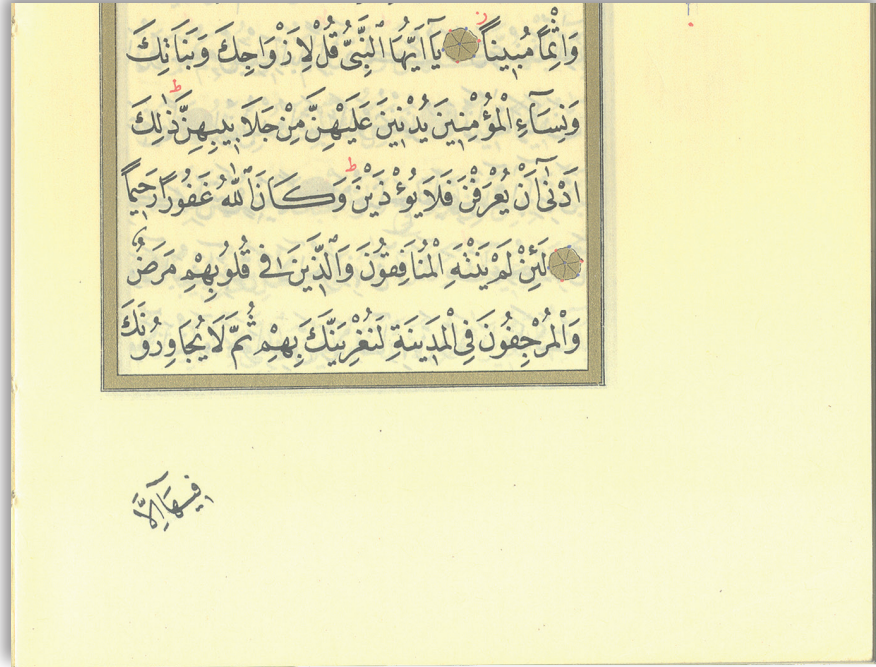 وَاِثْمًا مُبٖينًا يَٓا اَيُّهَا النَّبِىُّ قُلْ لِاَزْوَاجِكَ وَبَنَاتِكَ
وَنِسَٓاءِ الْمُؤْمِنٖينَ يُدْنٖينَ عَلَيْهِنَّ مِنْ جَلَابٖيبِهِنَّ ط ذٰلِكَ
اَدْنٰٓى اَنْ يُعْرَفْنَ فَلَا يُؤْذَيْنَ ط وَكَانَ اللّٰهُ غَفُورًا رَحٖيمًا
لَئِنْ لَمْ يَنْتَهِ الْمُنَافِقُونَ وَالَّذٖينَ فٖى قُلُوبِهِمْ مَرَضٌ
وَالْمُرْجِفُونَ فِى الْمَدٖينَةِ لَنُغْرِيَنَّكَ بِهِمْ ثُمَّ لَا يُجَاوِرُونَكَ
فٖيهَٓا اِلَّا